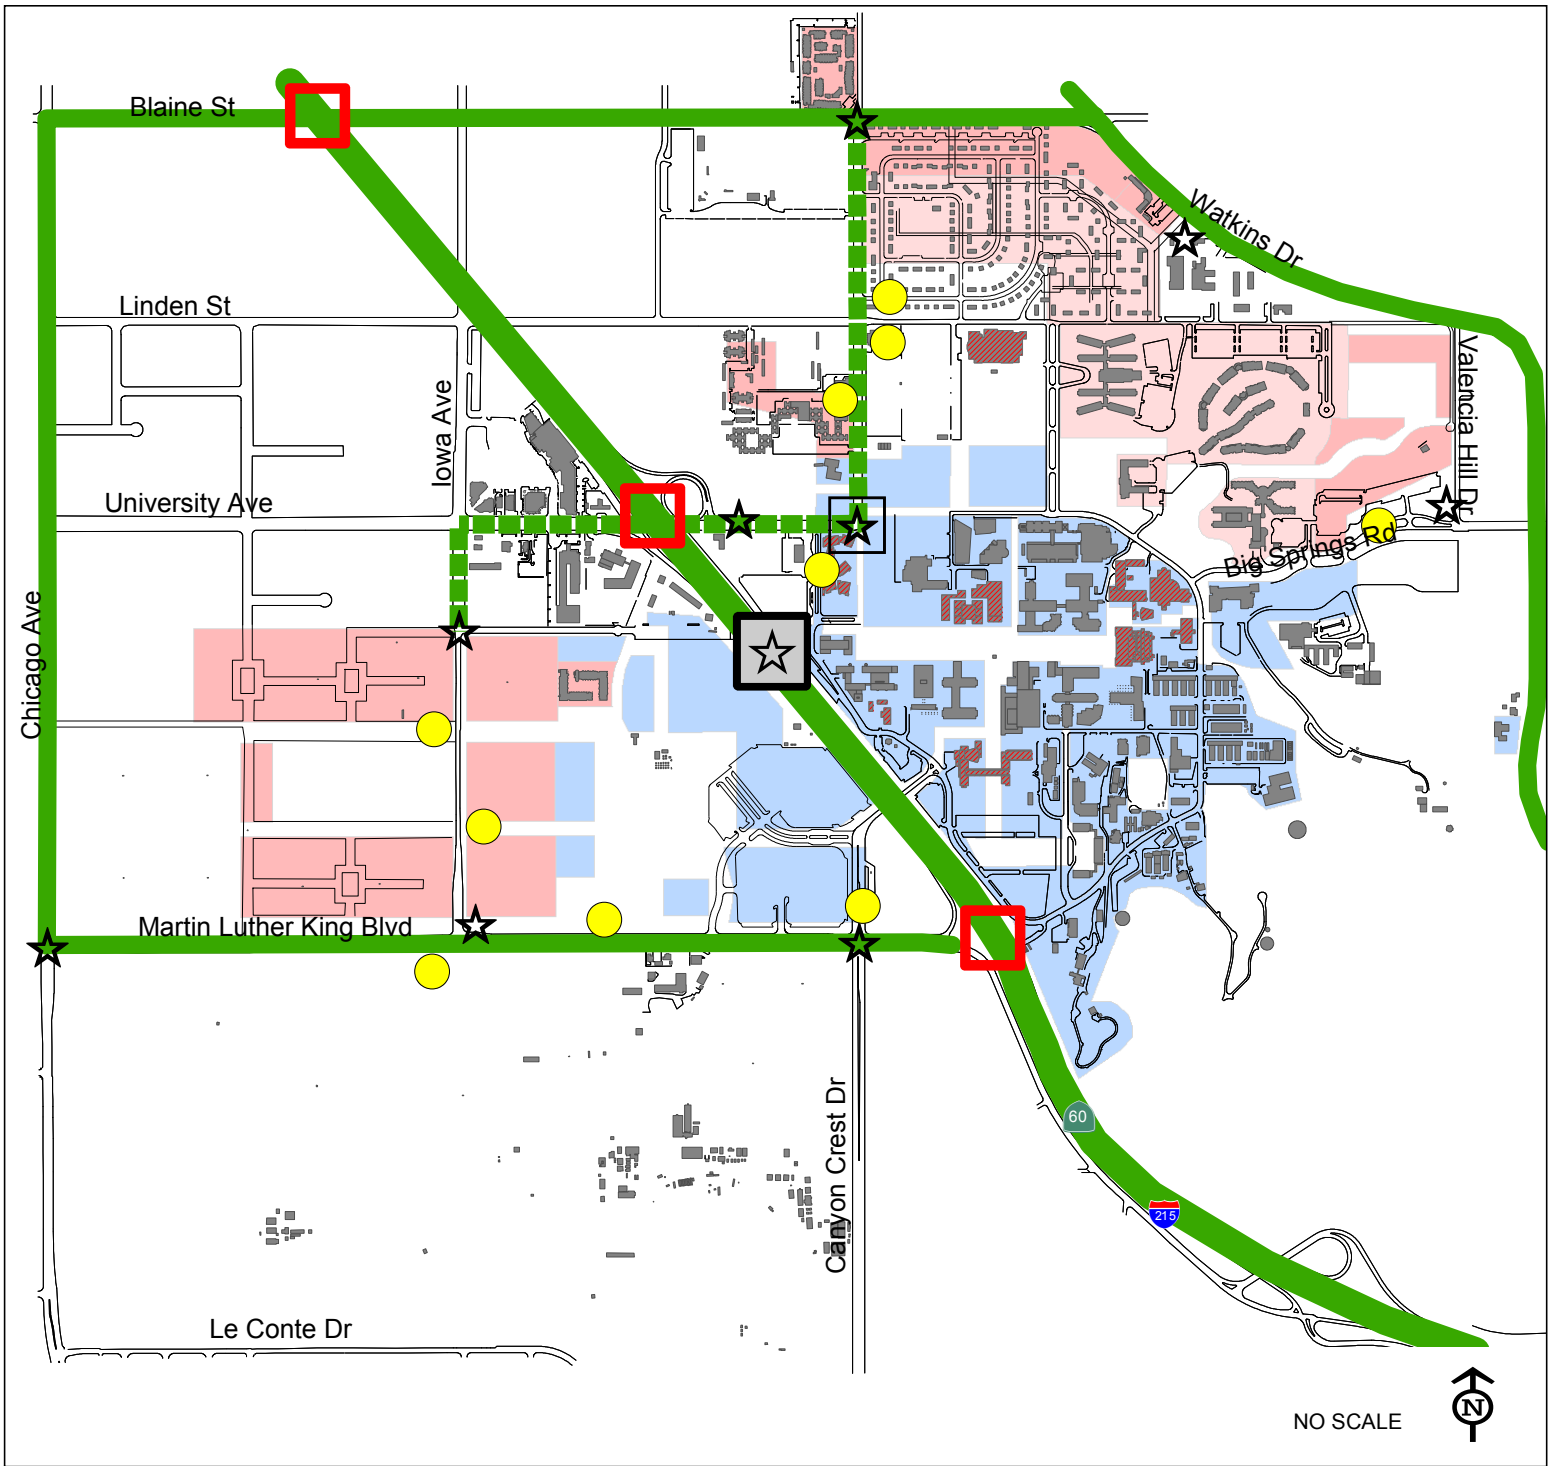 Blaine St
Watkins Dr
Linden St
Valencia Hill Dr
Iowa Ave
University Ave
Big Springs Rd
Chicago Ave
Martin Luther King Blvd
Canyon Crest Dr
60
215
Le Conte Dr
NO SCALE
N